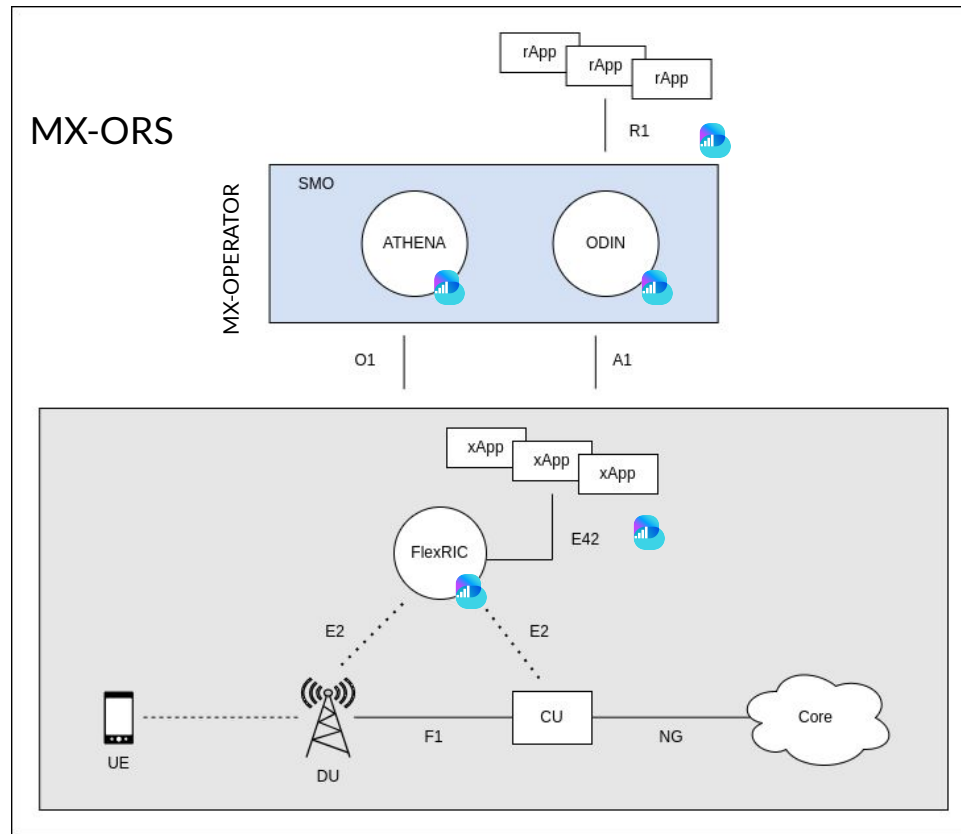 rApp
rApp
rApp
MX-ORS
R1
SMO
MX-OPERATOR
ATHENA
ODIN
O1
A1
xApp
xApp
xApp
FlexRIC
E42
E2
E2
UE
DU
F1
CU
NG
Core